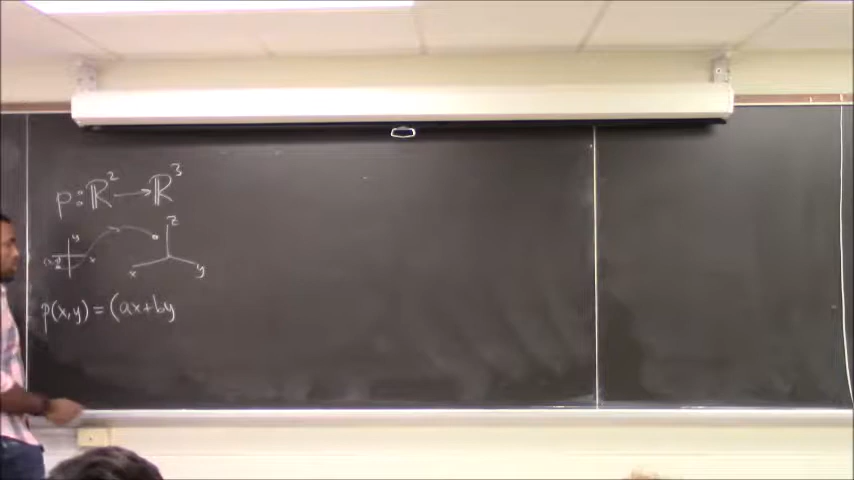 p: ℝ² → ℝ³
z
y
x
x
y
p(x,y) = (ax+by